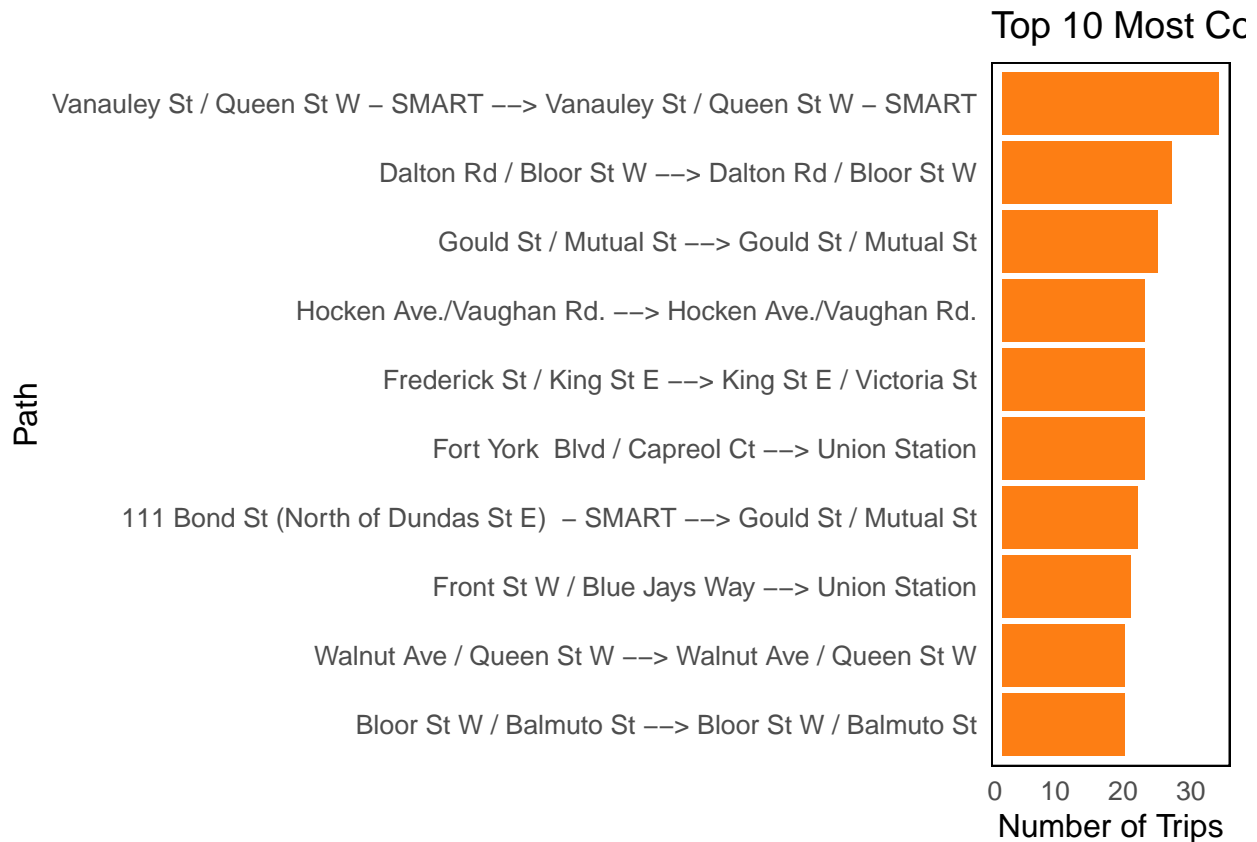 Top 10 Most Co
Vanauley St / Queen St W − SMART −−> Vanauley St / Queen St W − SMART
Dalton Rd / Bloor St W −−> Dalton Rd / Bloor St W
Gould St / Mutual St −−> Gould St / Mutual St
Hocken Ave./Vaughan Rd. −−> Hocken Ave./Vaughan Rd.
Frederick St / King St E −−> King St E / Victoria St
Fort York  Blvd / Capreol Ct −−> Union Station
111 Bond St (North of Dundas St E)  − SMART −−> Gould St / Mutual St
Front St W / Blue Jays Way −−> Union Station
Walnut Ave / Queen St W −−> Walnut Ave / Queen St W
Bloor St W / Balmuto St −−> Bloor St W / Balmuto St
Path
0 10 20 30
Number of Trips